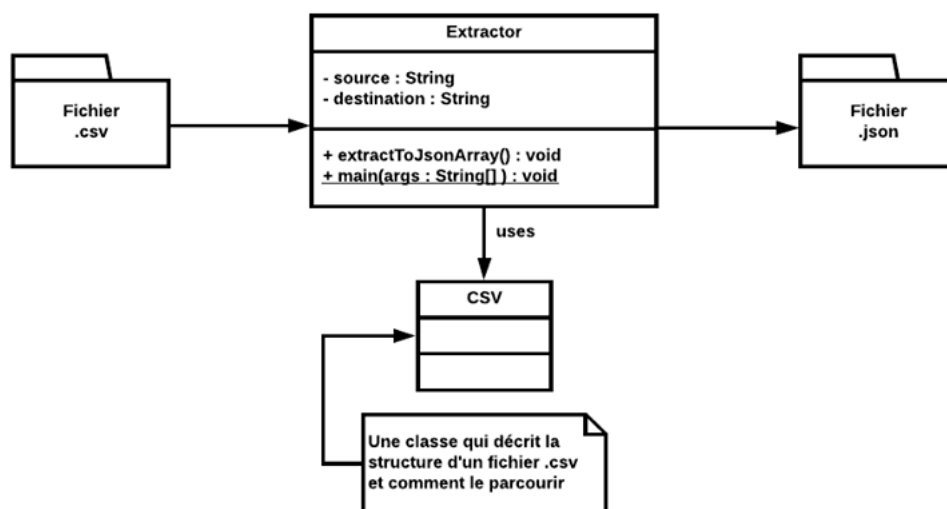 Extractor
- source : String
- destination : String
+ extractToJsonArray() : void
+ main(args : String[] ) : void
Fichier
.csv
Fichier
.json
uses
CSV
Une classe qui décrit la
structure d'un fichier .csv
et comment le parcourir